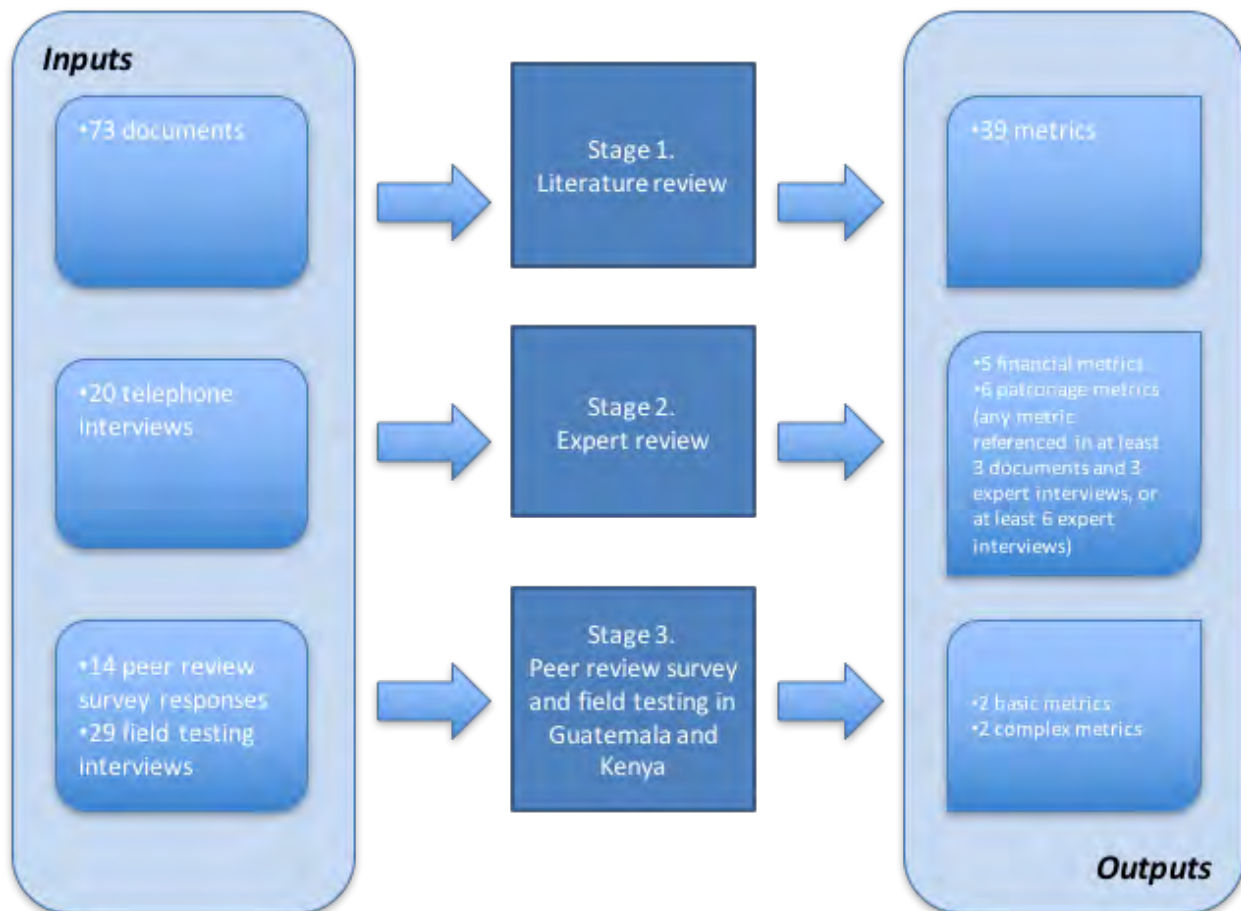 Inputs
•73 documents
Stage 1.
Literature review
•39 metrics
•20 telephone
interviews
Stage 2.
Expert review
•5 financial metrics
•6 patronage metrics
(any metric
referenced in at least
3 documents and 3
expert interviews, or
at least 6 expert
interviews)
•14 peer review
survey responses
•29 field testing
interviews
Stage 3.
Peer review survey
and field testing in
Guatemala and
Kenya
•2 basic metrics
•2 complex metrics
Outputs